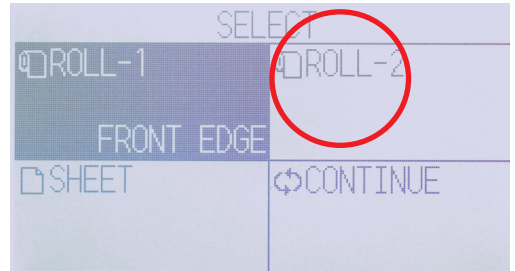 SELECT
ROLL-1
ROLL-2
FRONT EDGE
SHEET
CONTINUE